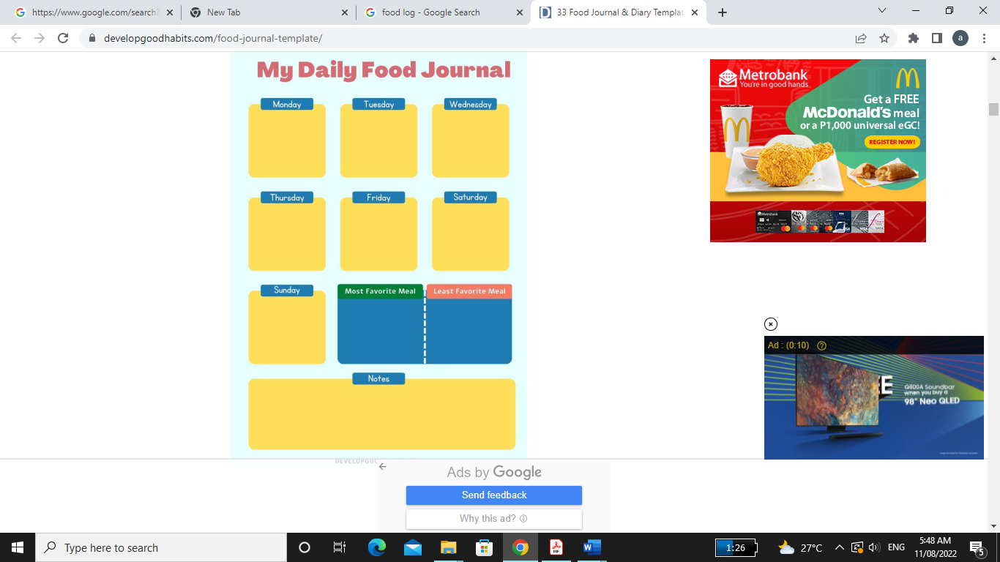 https://www.google.com/search?
New Tab
food log - Google Search
33 Food Journal & Diary Templat
developgoodhabits.com/food-journal-template/
a
My Daily Food Journal
Monday
Tuesday
Wednesday
Thursday
Friday
Saturday
Sunday
Most Favorite Meal
Least Favorite Meal
Notes
DEVELOPGOO
Metrobank
You're in good hands
Get a FREE
McDonald's meal
or a P1,000 universal eGC!
REGISTER NOW!
Metrobank
VISA
VISA
Ad : (0:10)
Q800A Soundbar
when you buy a
98" Neo QLED
Ads by Google
Send feedback
Why this ad?
Type here to search
1:26
27°C
ENG
5:48 AM
11/08/2022
5